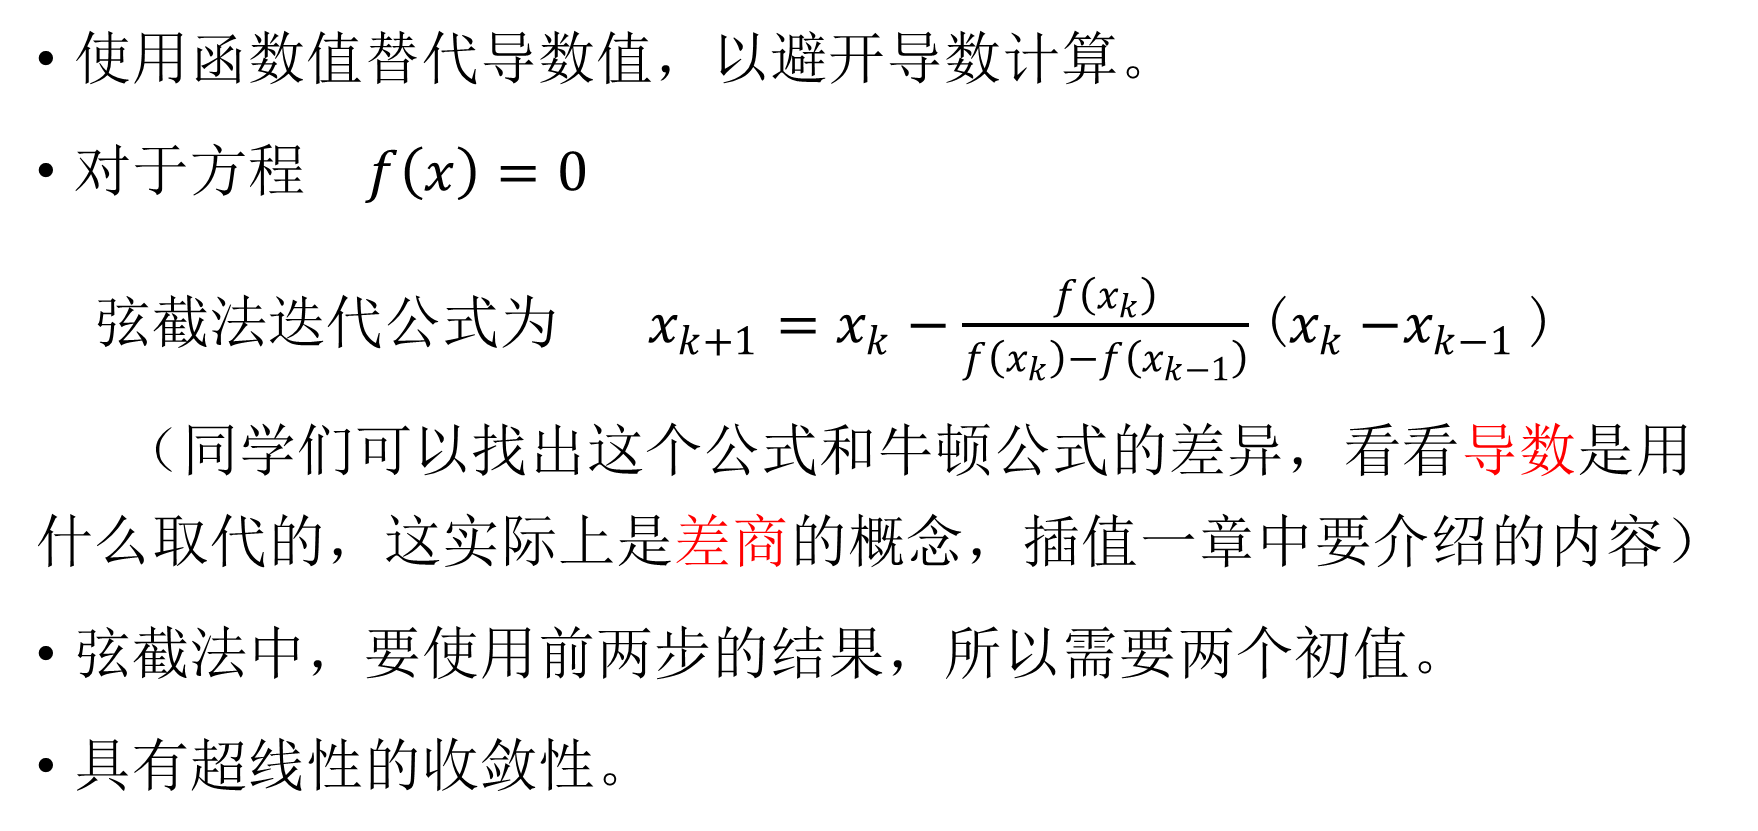 • 使用函数值替代导数值，以避开导数计算。
• 对于方程 f(x) = 0
弦截法迭代公式为 x_{k+1} = x_k − \frac{f(x_k)}{f(x_k)−f(x_{k−1})} (x_k −x_{k−1} )
（同学们可以找出这个公式和牛顿公式的差异，看看导数是用
什么取代的，这实际上是差商的概念，插值一章中要介绍的内容）
• 弦截法中，要使用前两步的结果，所以需要两个初值。
• 具有超线性的收敛性。